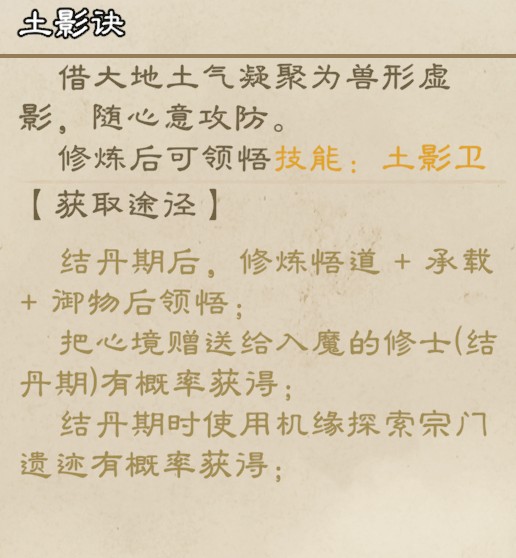 土影诀
借大地土气凝聚为兽形虚
影，随心意攻防。
修炼后可领悟技能：土影卫
【获取途径】
结丹期后，修炼悟道 + 承载
+ 御物后领悟；
把心境赠送给入魔的修士(结
丹期)有概率获得；
结丹期时使用机缘探索宗门
遗迹有概率获得；